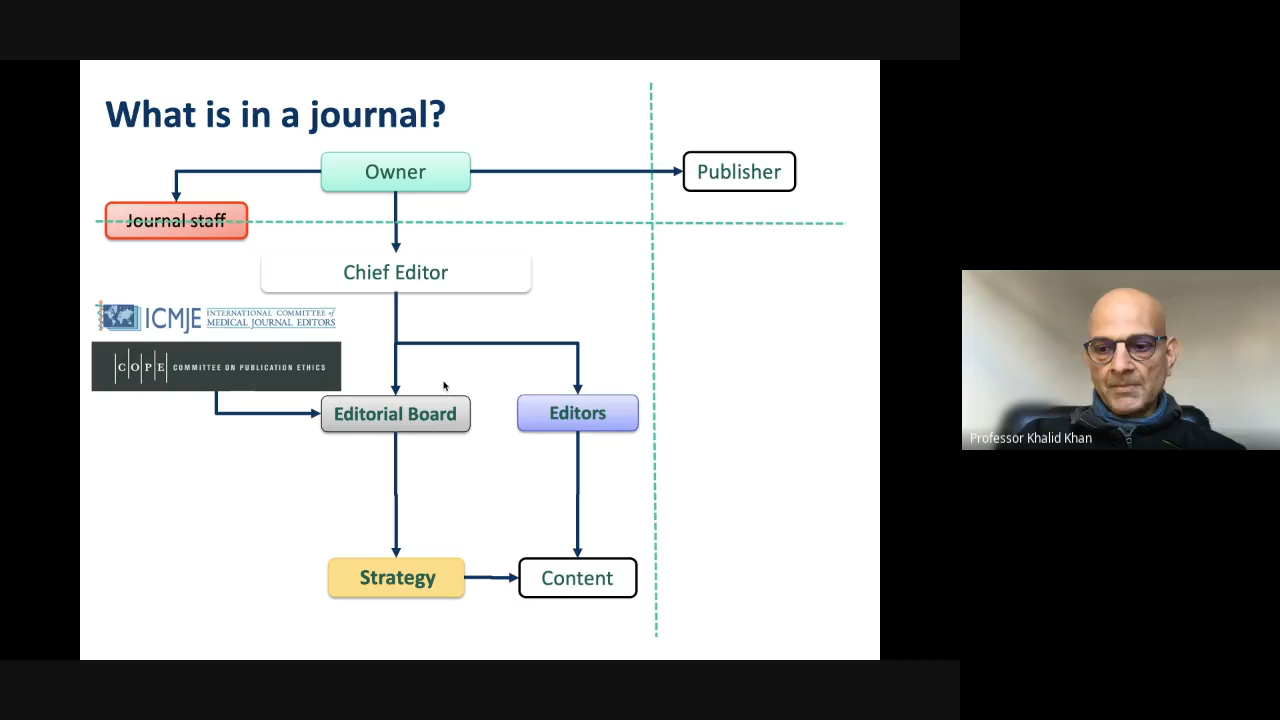 What is in a journal?
Owner
Publisher
Journal staff
Chief Editor
ICMJE INTERNATIONAL COMMITTEE of
MEDICAL JOURNAL EDITORS
COPE COMMITTEE ON PUBLICATION ETHICS
Editorial Board
Editors
Strategy
Content
Professor Khalid Khan